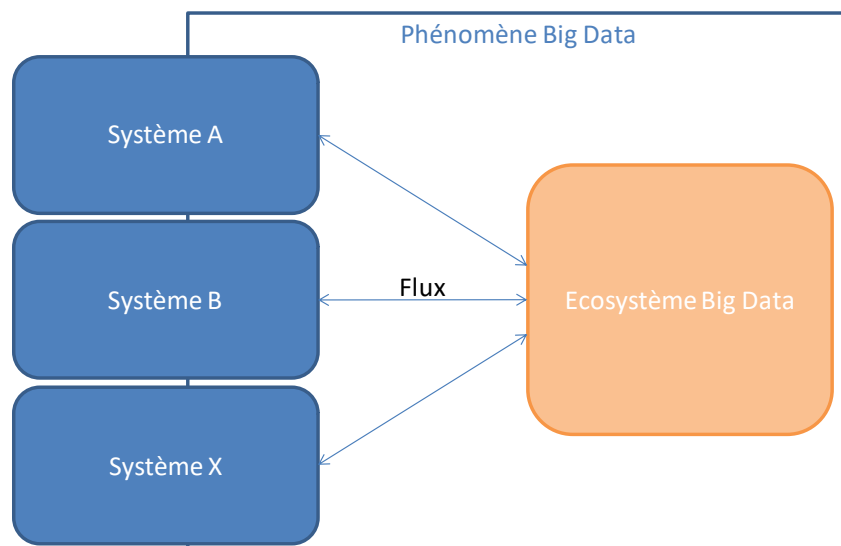 Phénomène Big Data
Système A
Système B
Flux
Ecosystème Big Data
Système X